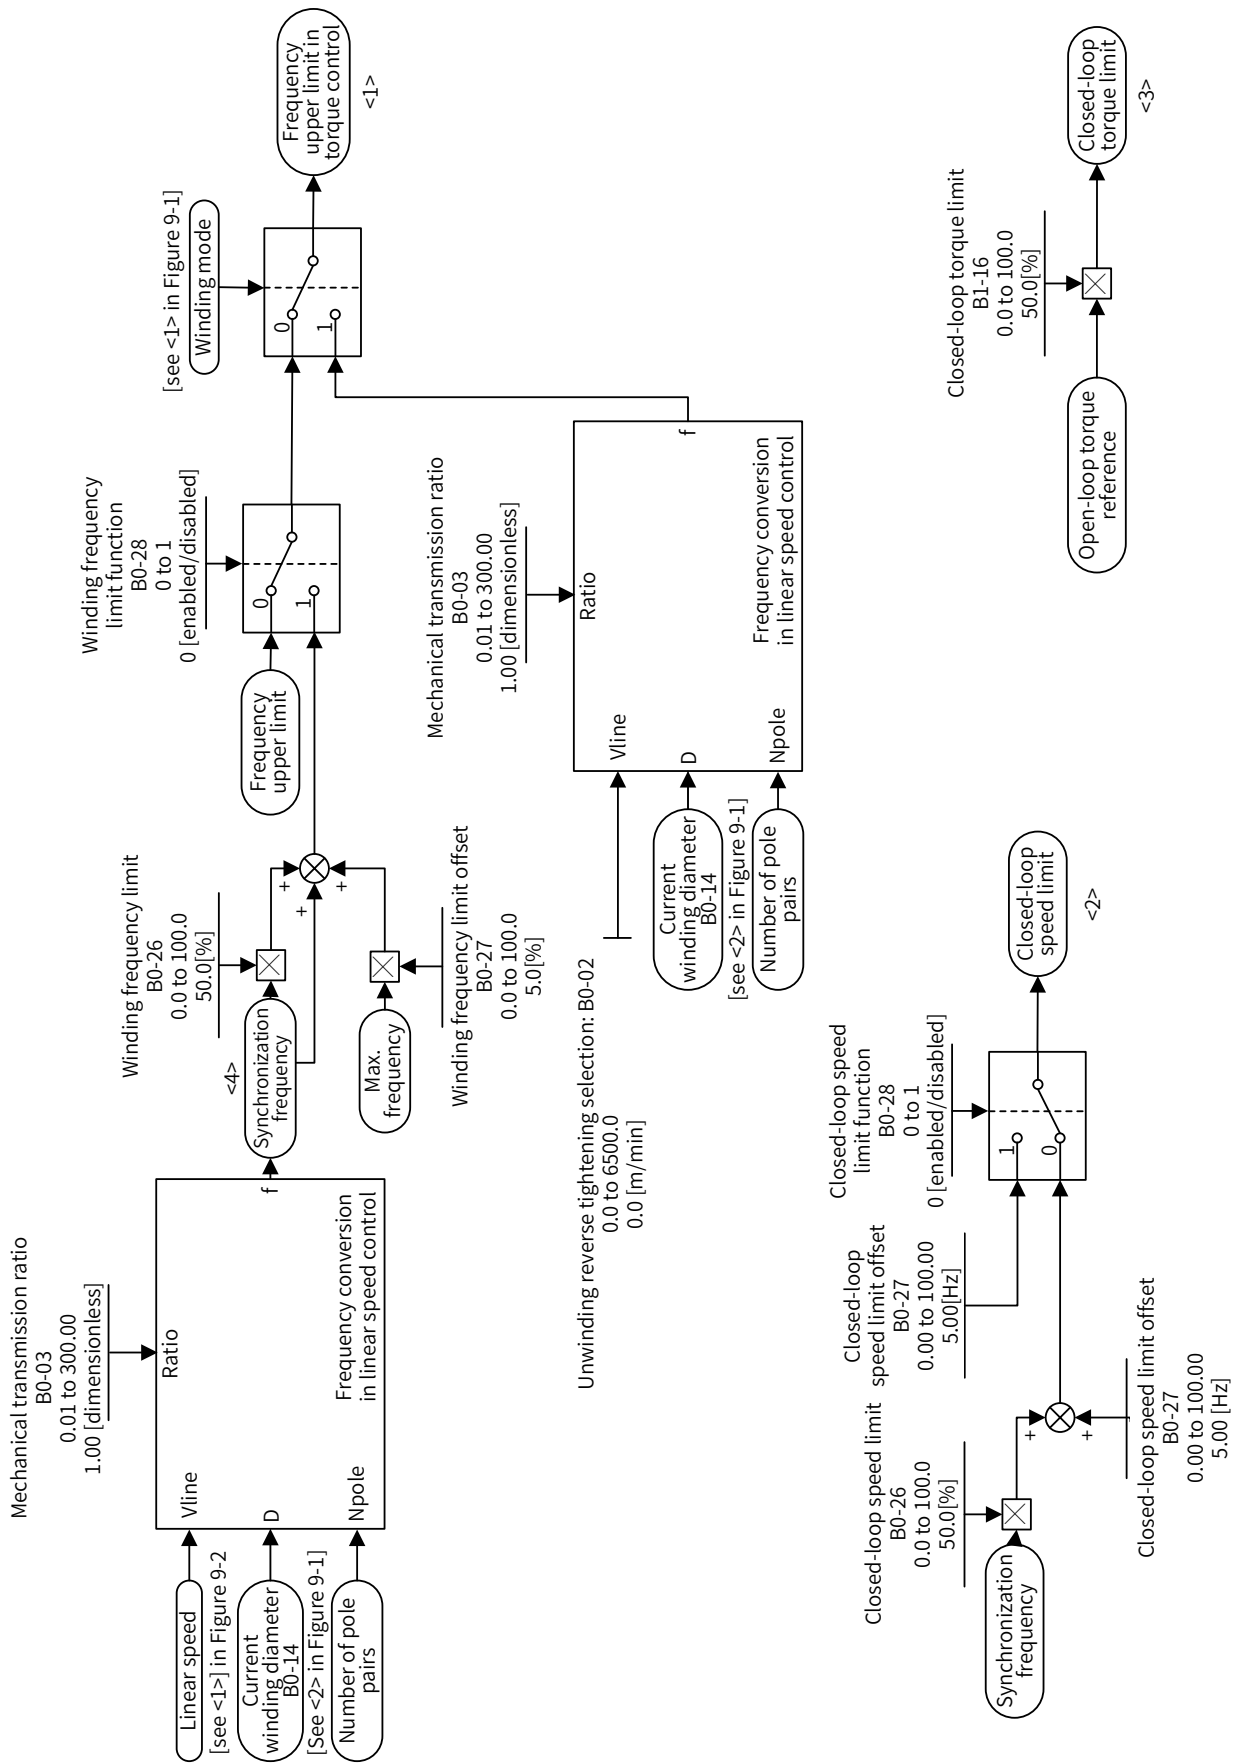 Mechanical transmission ratio
B0-03
0.01 to 300.00
1.00 [dimensionless]
Linear speed
[see <1>] in Figure 9-2
Current
winding diameter
B0-14
[See <2> in Figure 9-1]
Number of pole
pairs
Vline
D
Npole
Ratio
f
Frequency conversion
in linear speed control
<4>
Synchronization
frequency
Winding frequency limit
B0-26
0.0 to 100.0
50.0[%]
+
+
+
Max.
frequency
Winding frequency limit offset
B0-27
0.0 to 100.0
5.0[%]
Frequency
upper limit
Winding frequency
limit function
B0-28
0 to 1
0 [enabled/disabled]
0
1
[see <1> in Figure 9-1]
Winding mode
0
1
Frequency
upper limit in
torque control
<1>
Unwinding reverse tightening selection: B0-02
0.0 to 6500.0
0.0 [m/min]
Current
winding diameter
B0-14
[see <2> in Figure 9-1]
Number of pole
pairs
Mechanical transmission ratio
B0-03
0.01 to 300.00
1.00 [dimensionless]
Vline
D
Npole
Ratio
f
Frequency conversion
in linear speed control
Synchronization
frequency
Closed-loop speed limit
B0-26
0.0 to 100.0
50.0[%]
+
+
Closed-loop speed limit offset
B0-27
0.00 to 100.00
5.00 [Hz]
Closed-loop
speed limit offset
B0-27
0.00 to 100.00
5.00[Hz]
Closed-loop speed
limit function
B0-28
0 to 1
0 [enabled/disabled]
1
0
Closed-loop
speed limit
<2>
Open-loop torque
reference
Closed-loop torque limit
B1-16
0.0 to 100.0
50.0[%]
Closed-loop
torque limit
<3>